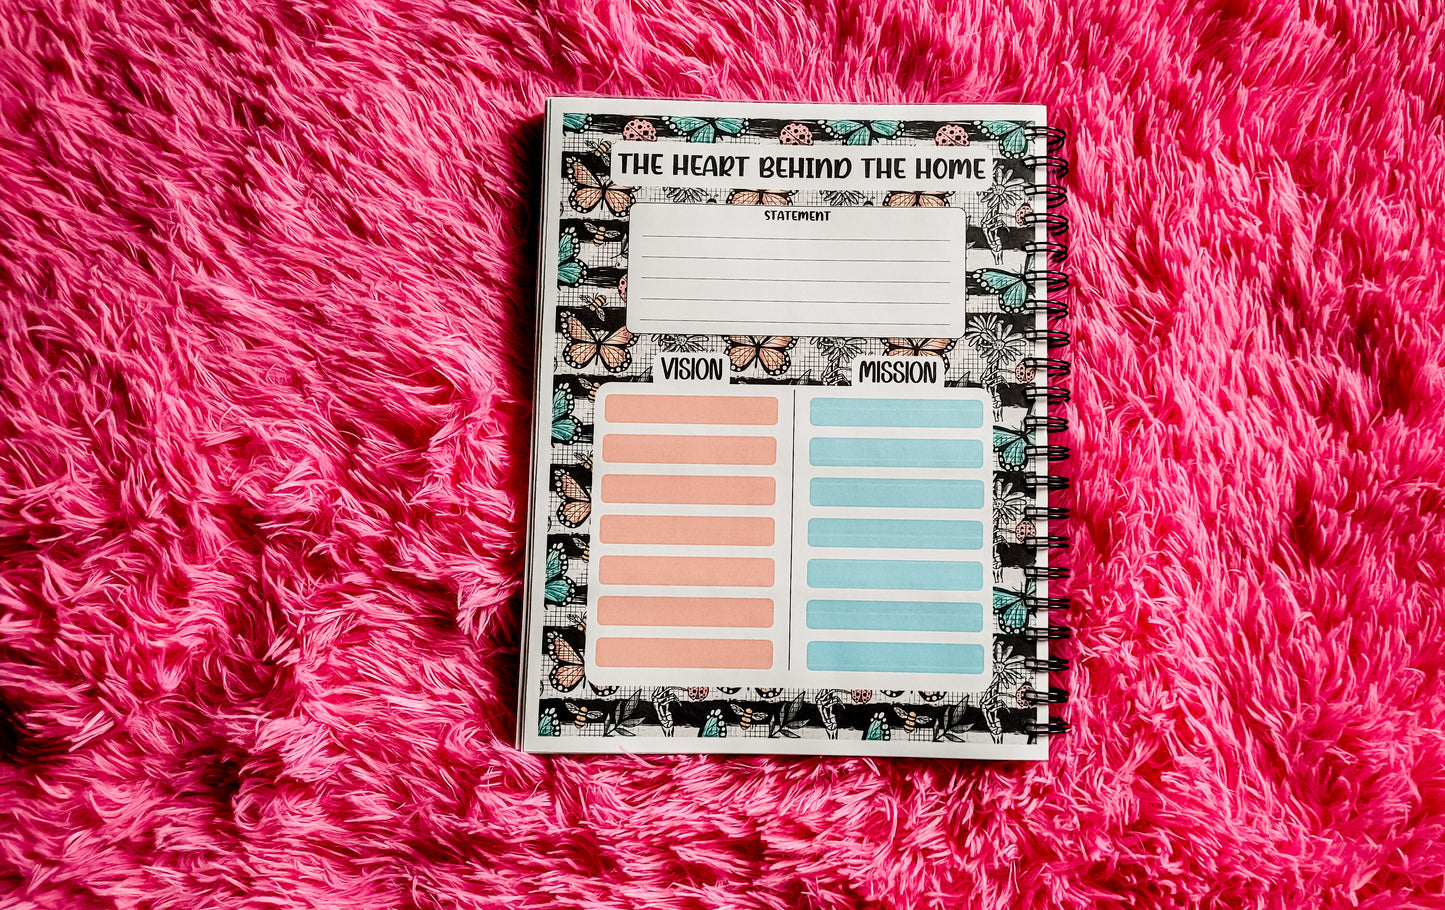 THE HEART BEHIND THE HOME
STATEMENT
VISION
MISSION